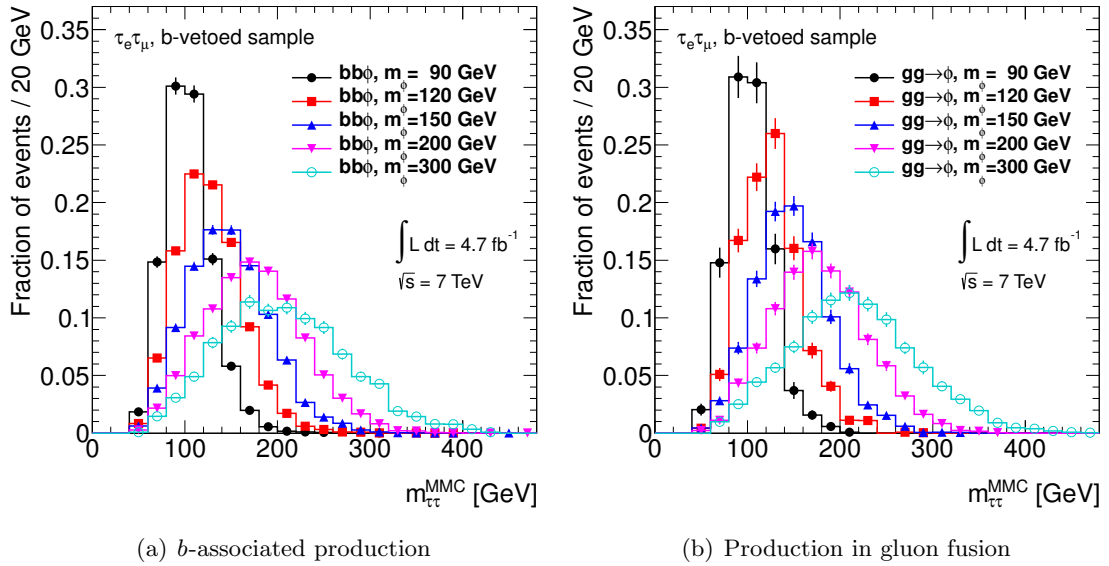 Fraction of events / 20 GeV
0.35
0.3
0.25
0.2
0.15
0.1
0.05
0
τeτμ, b-vetoed sample
bbϕ, mϕ= 90 GeV
bbϕ, mϕ=120 GeV
bbϕ, mϕ=150 GeV
bbϕ, mϕ=200 GeV
bbϕ, mϕ=300 GeV
∫ L dt = 4.7 fb⁻¹
√s = 7 TeV
0 100 200 300 400
m_ττ^MMC [GeV]
(a) b-associated production
Fraction of events / 20 GeV
0.35
0.3
0.25
0.2
0.15
0.1
0.05
0
τeτμ, b-vetoed sample
gg→ϕ, mϕ= 90 GeV
gg→ϕ, mϕ=120 GeV
gg→ϕ, mϕ=150 GeV
gg→ϕ, mϕ=200 GeV
gg→ϕ, mϕ=300 GeV
∫ L dt = 4.7 fb⁻¹
√s = 7 TeV
0 200 400
m_ττ^MMC [GeV]
(b) Production in gluon fusion